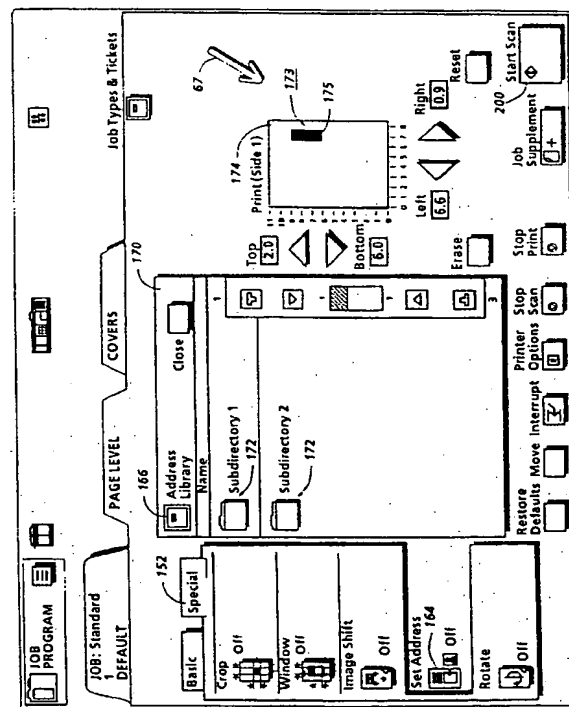 JOB
PROGRAM
JOB: Standard
1
DEFAULT
PAGE LEVEL
COVERS
Job Types & Tickets
Basic
Special
152
Crop
Off
Window
Off
Image Shift
Off
Set Address
Off
164
Rotate
Off
166
Address
Library
Close
170
Name
Subdirectory 1
172
Subdirectory 2
172
1
3
Top
2.0
Bottom
6.0
Print (Side 1)
174
173
175
67
Left
6.6
Right
0.9
Erase
Reset
Restore
Defaults
Move
Interrupt
Printer
Options
Stop
Scan
Stop
Print
Job
Supplement
Start Scan
200